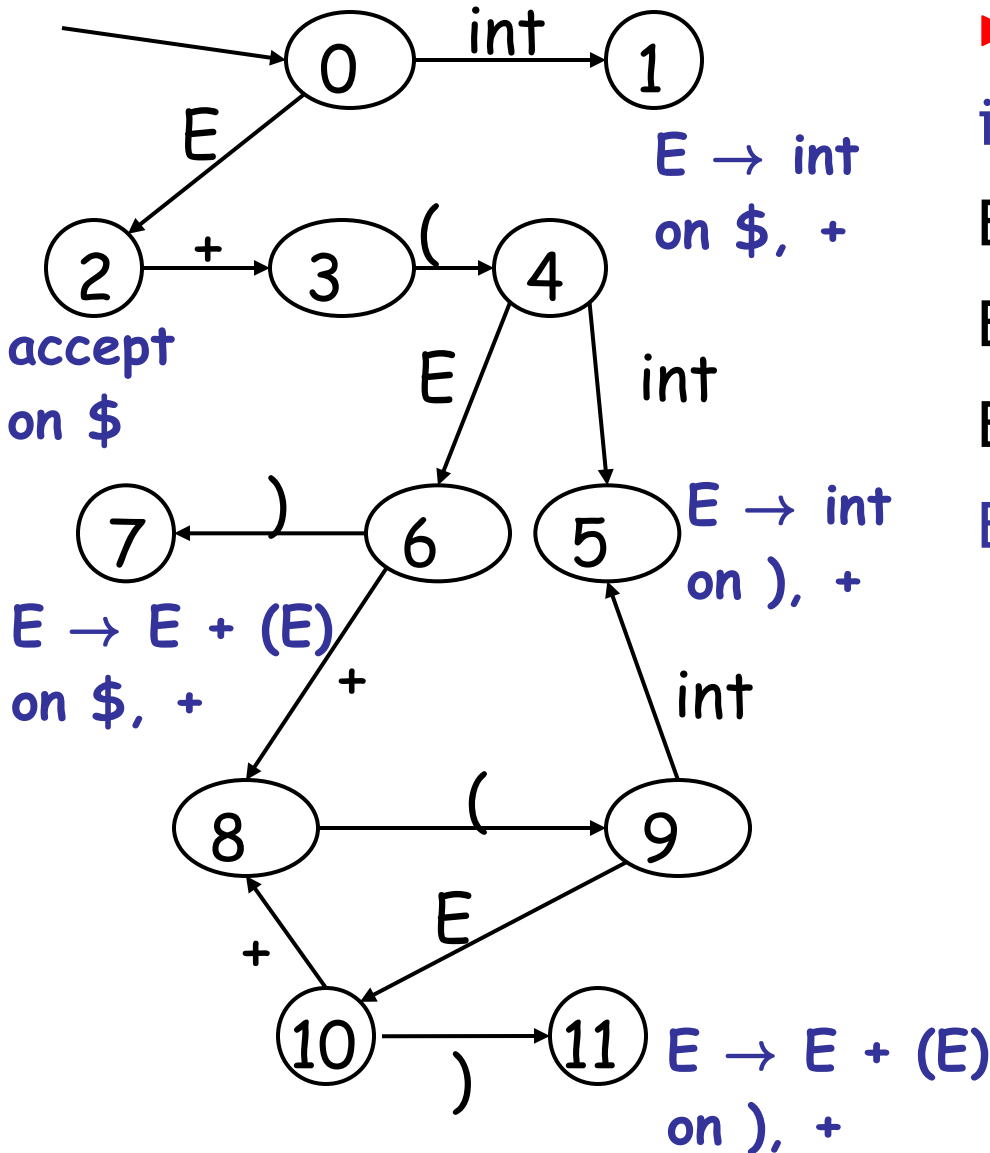 0 int 1
E
E → int
on $, +
2 + 3 ( 4
accept
on $
E int
7 ) 6 5
E → int
on ), +
E → E + (E)
on $, +
+ int
8 ( 9
+ E
10 ) 11
E → E + (E)
on ), +